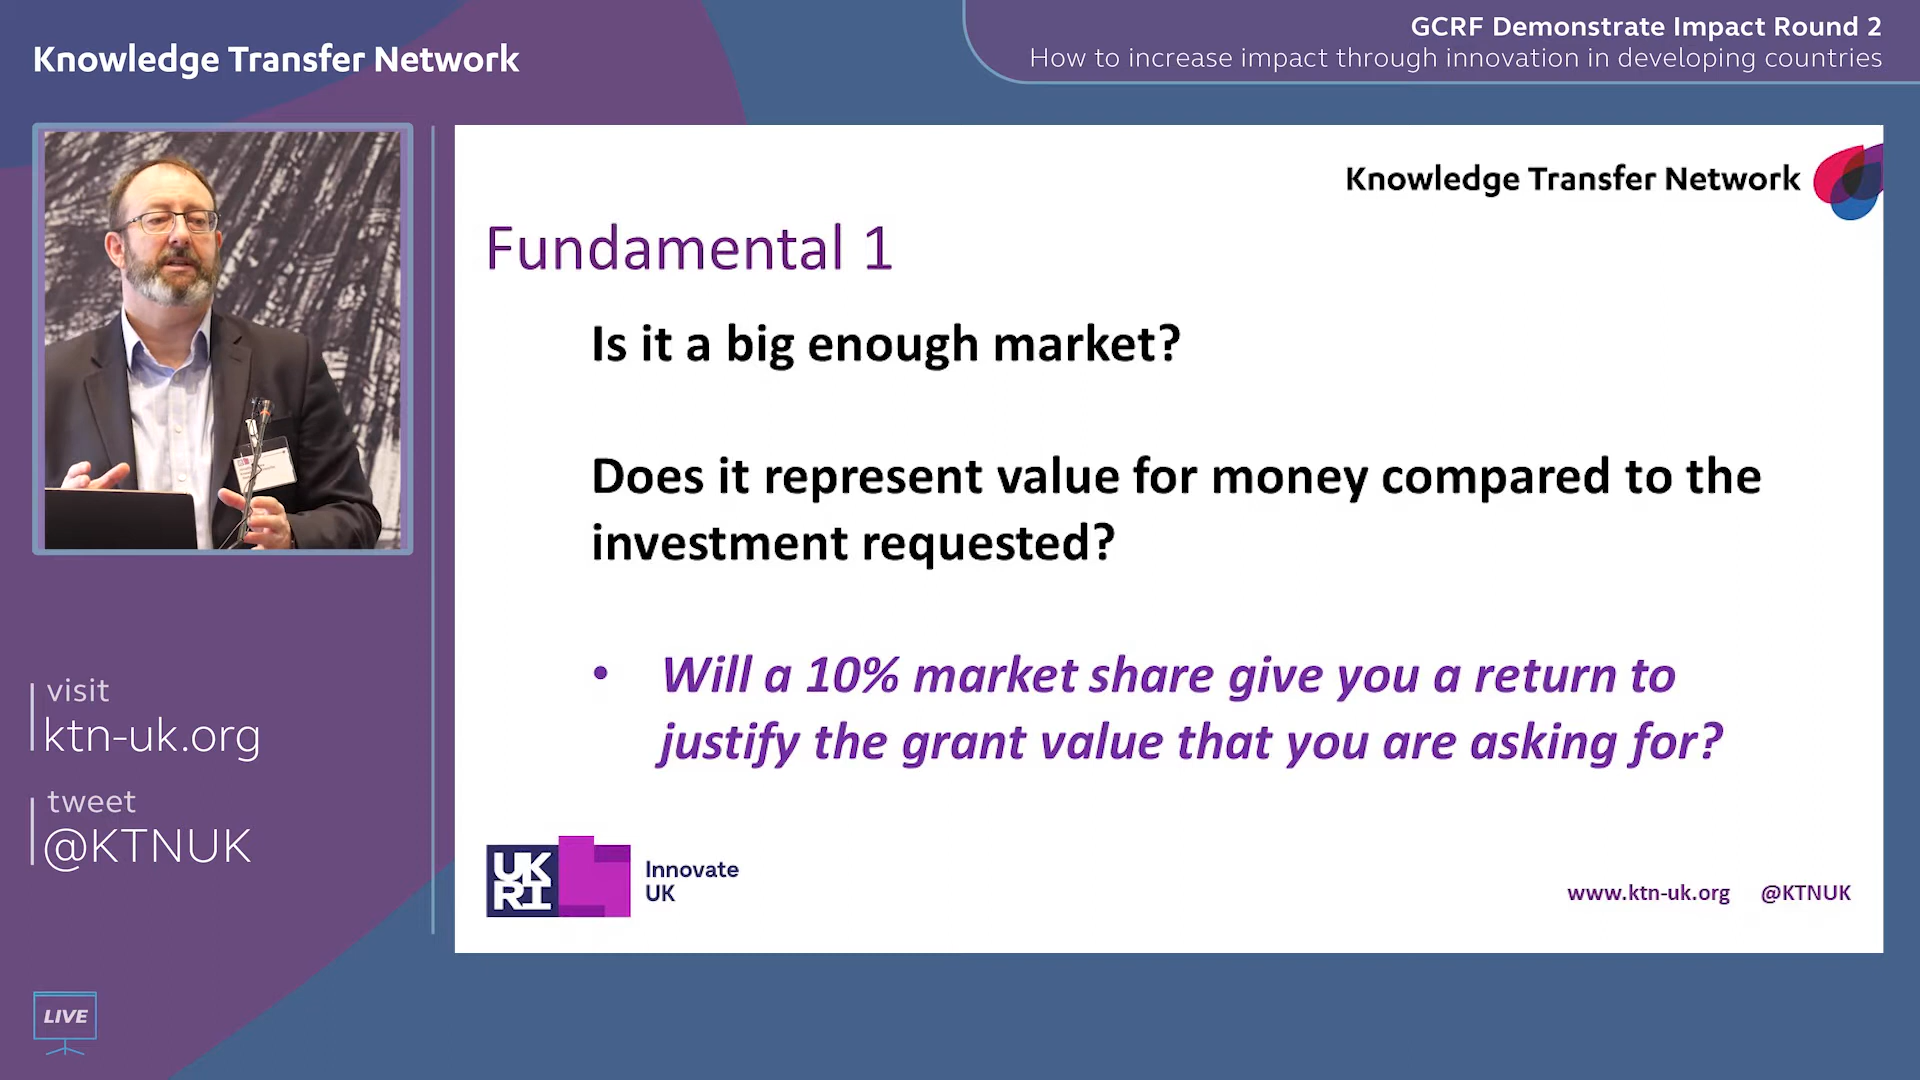 Knowledge Transfer Network
GCRF Demonstrate Impact Round 2
How to increase impact through innovation in developing countries
Knowledge Transfer Network
Fundamental 1
Is it a big enough market?
Does it represent value for money compared to the
investment requested?
• Will a 10% market share give you a return to
justify the grant value that you are asking for?
visit
ktn-uk.org
tweet
@KTNUK
UK
RI
Innovate
UK
www.ktn-uk.org @KTNUK
LIVE